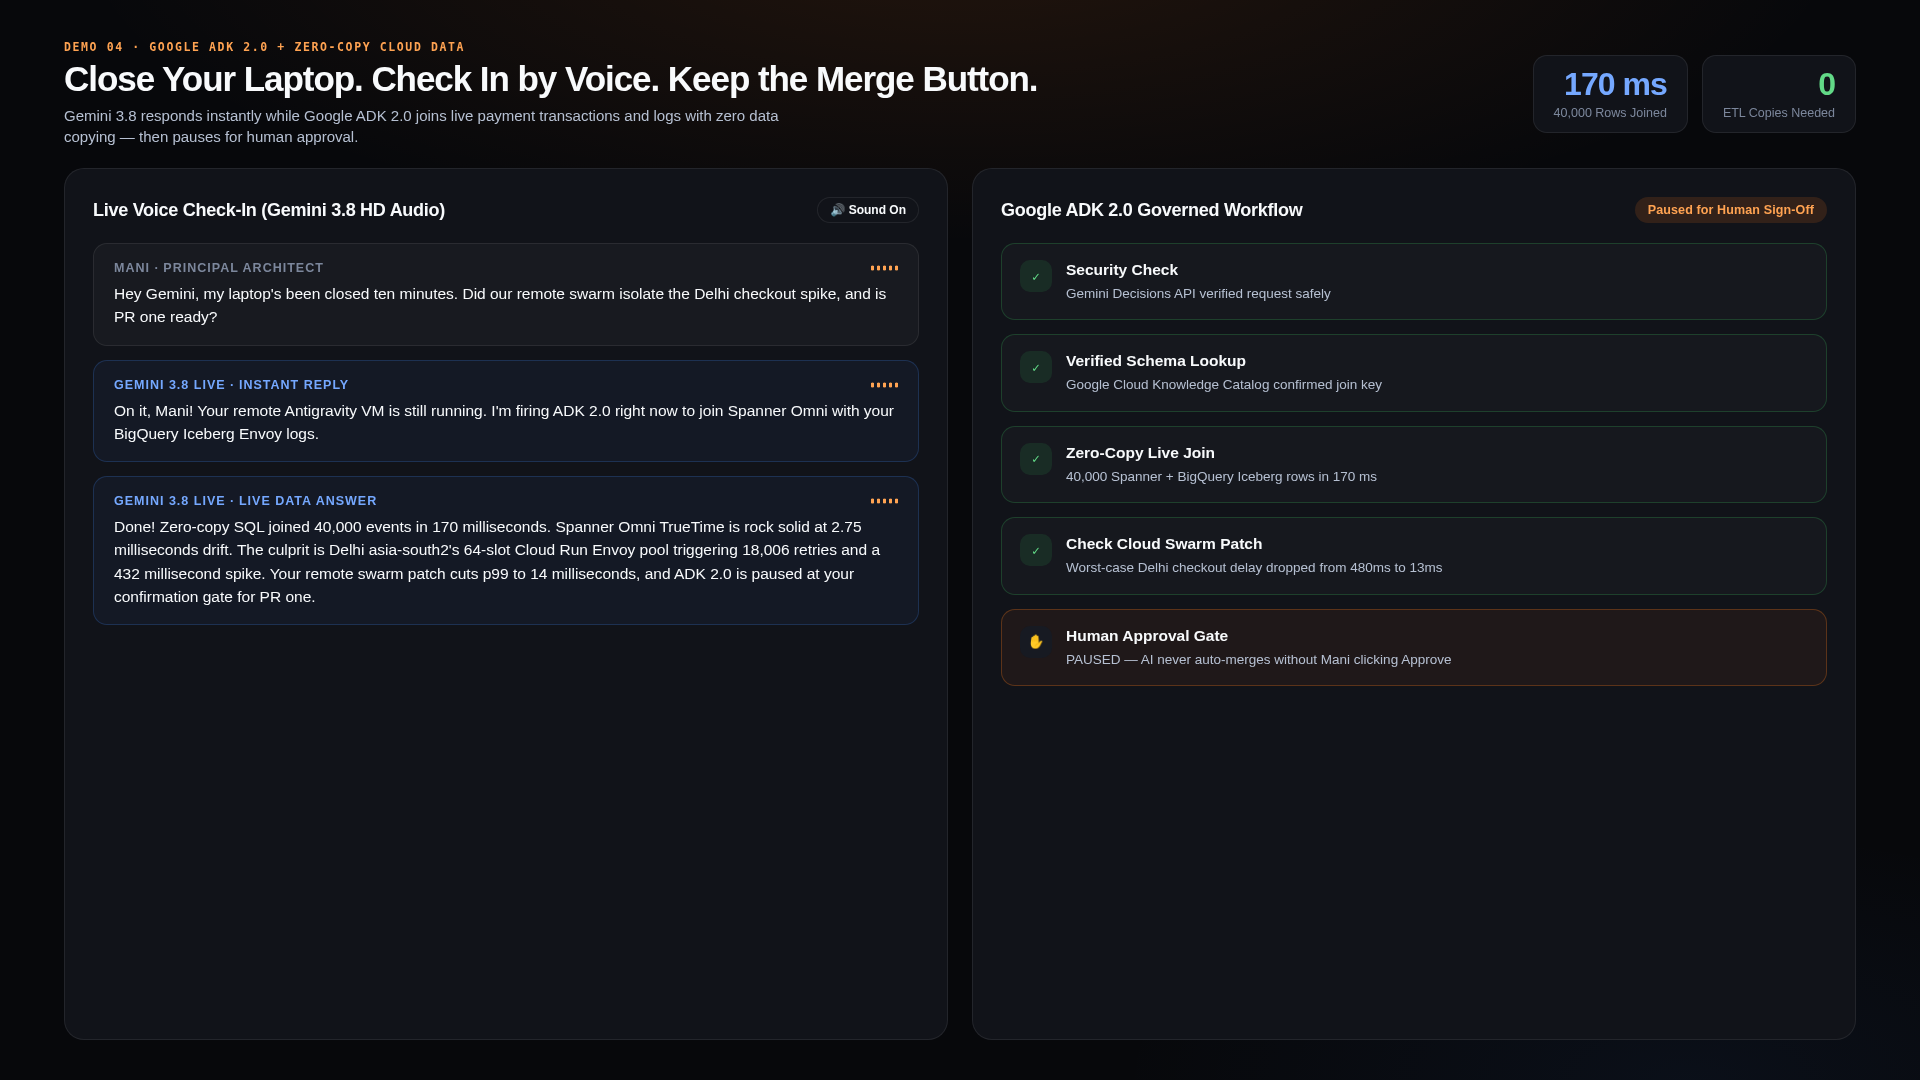 DEMO 04 · GOOGLE ADK 2.0 + ZERO-COPY CLOUD DATA
Close Your Laptop. Check In by Voice. Keep the Merge Button.
Gemini 3.8 responds instantly while Google ADK 2.0 joins live payment transactions and logs with zero data
copying — then pauses for human approval.
170 ms
40,000 Rows Joined
0
ETL Copies Needed
Live Voice Check-In (Gemini 3.8 HD Audio)
🔊 Sound On
MANI · PRINCIPAL ARCHITECT
Hey Gemini, my laptop's been closed ten minutes. Did our remote swarm isolate the Delhi checkout spike, and is
PR one ready?
GEMINI 3.8 LIVE · INSTANT REPLY
On it, Mani! Your remote Antigravity VM is still running. I'm firing ADK 2.0 right now to join Spanner Omni with your
BigQuery Iceberg Envoy logs.
GEMINI 3.8 LIVE · LIVE DATA ANSWER
Done! Zero-copy SQL joined 40,000 events in 170 milliseconds. Spanner Omni TrueTime is rock solid at 2.75
milliseconds drift. The culprit is Delhi asia-south2's 64-slot Cloud Run Envoy pool triggering 18,006 retries and a
432 millisecond spike. Your remote swarm patch cuts p99 to 14 milliseconds, and ADK 2.0 is paused at your
confirmation gate for PR one.
Google ADK 2.0 Governed Workflow
Paused for Human Sign-Off
✓
Security Check
Gemini Decisions API verified request safely
✓
Verified Schema Lookup
Google Cloud Knowledge Catalog confirmed join key
✓
Zero-Copy Live Join
40,000 Spanner + BigQuery Iceberg rows in 170 ms
✓
Check Cloud Swarm Patch
Worst-case Delhi checkout delay dropped from 480ms to 13ms
✋
Human Approval Gate
PAUSED — AI never auto-merges without Mani clicking Approve